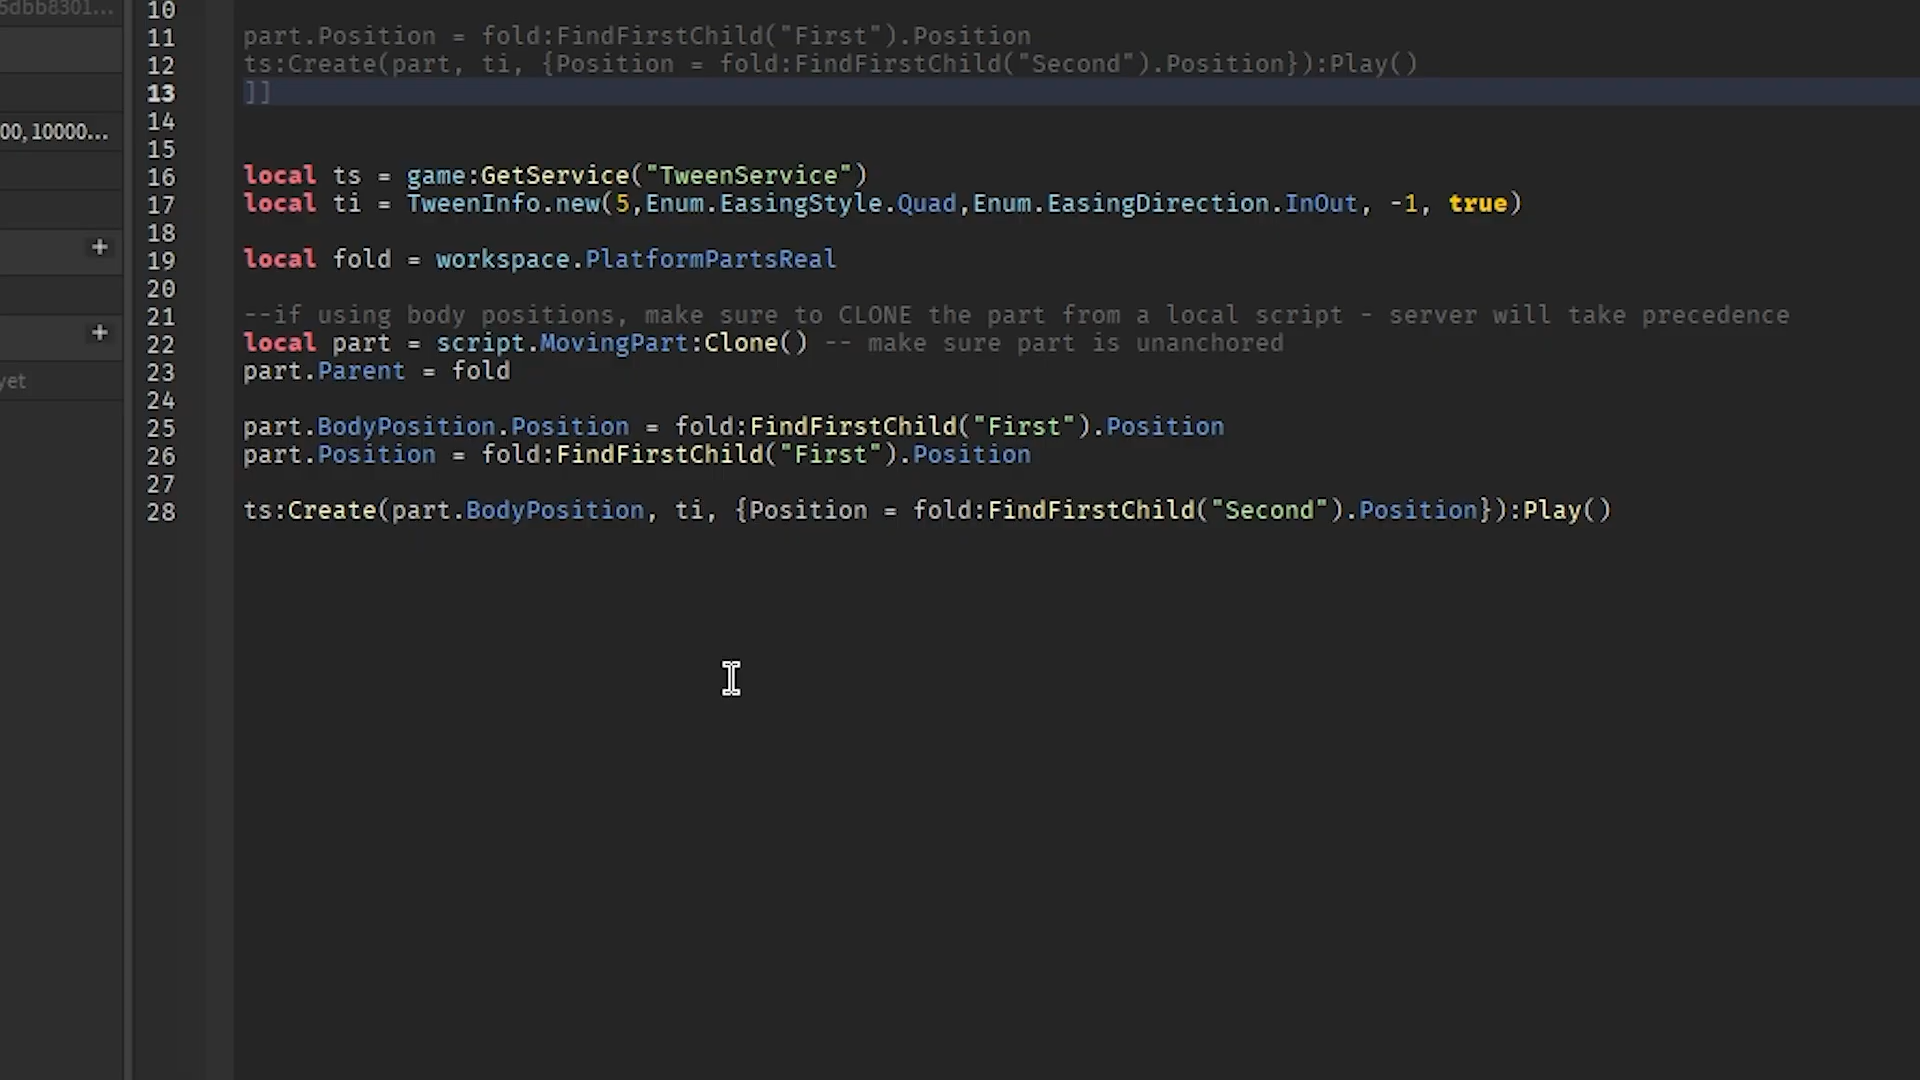 5dbb8301...
00, 10000...
+
+
yet
10
11 part.Position = fold:FindFirstChild("First").Position
12 ts:Create(part, ti, {Position = fold:FindFirstChild("Second").Position}):Play()
13 ]]
14
15
16 local ts = game:GetService("TweenService")
17 local ti = TweenInfo.new(5,Enum.EasingStyle.Quad,Enum.EasingDirection.InOut, -1, true)
18
19 local fold = workspace.PlatformPartsReal
20
21 --if using body positions, make sure to CLONE the part from a local script - server will take precedence
22 local part = script.MovingPart:Clone() -- make sure part is unanchored
23 part.Parent = fold
24
25 part.BodyPosition.Position = fold:FindFirstChild("First").Position
26 part.Position = fold:FindFirstChild("First").Position
27
28 ts:Create(part.BodyPosition, ti, {Position = fold:FindFirstChild("Second").Position}):Play()